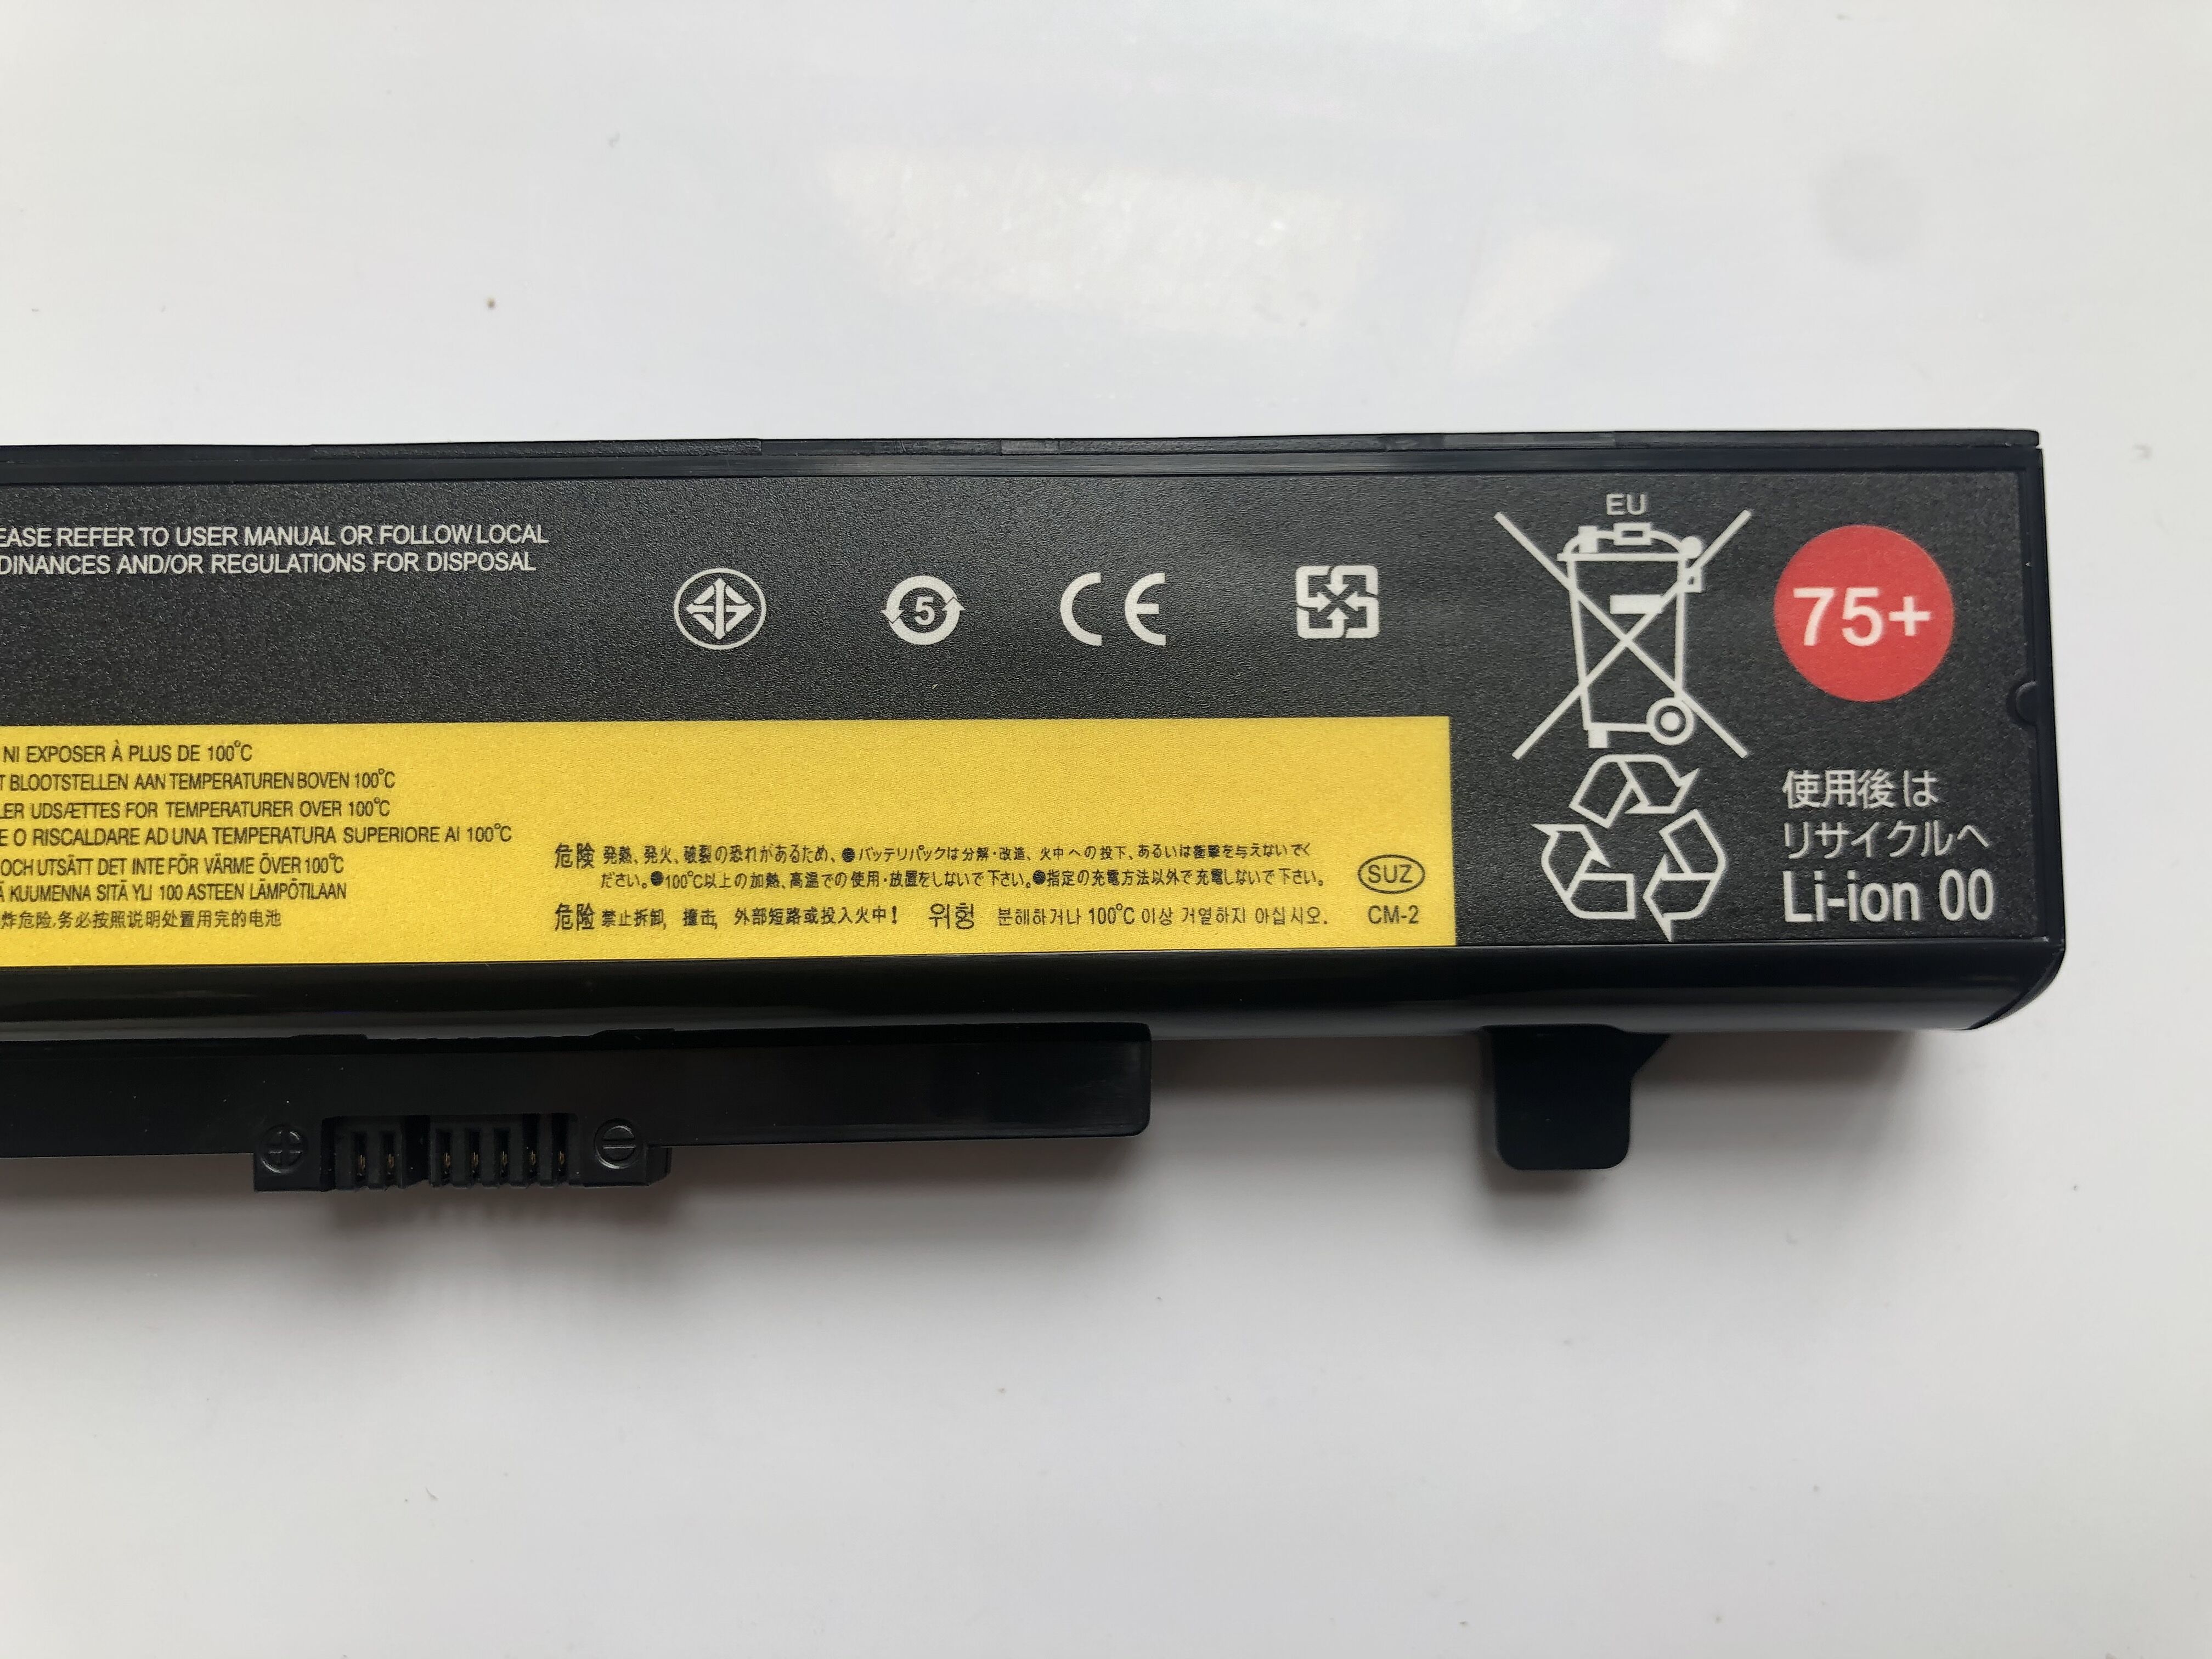 EASE REFER TO USER MANUAL OR FOLLOW LOCAL
DINANCES AND/OR REGULATIONS FOR DISPOSAL
5
CE
EU
75+
NI EXPOSER À PLUS DE 100°C
T BLOOTSTELLEN AAN TEMPERATUREN BOVEN 100°C
LER UDSÆTTES FOR TEMPERATURER OVER 100°C
E O RISCALDARE AD UNA TEMPERATURA SUPERIORE AI 100°C
OCH UTSÄTT DET INTE FÖR VÄRME ÖVER 100°C
Ä KUUMENNA SITÄ YLI 100 ASTEEN LÄMPÖTILAAN
炸危险,务必按照说明处置用完的电池
危険 発熱、発火、破裂の恐れがあるため、●バッテリパックは分解・改造、火中への投下、あるいは衝撃を与えないでく
ださい。●100°C以上の加熱、高温での使用・放置をしないで下さい。●指定の充電方法以外で充電しないで下さい。
危险 禁止拆卸, 撞击, 外部短路或投入火中! 위험 분해하거나 100°C 이상 거열하지 아십시오.
SUZ
CM-2
使用後は
リサイクルへ
Li-ion 00